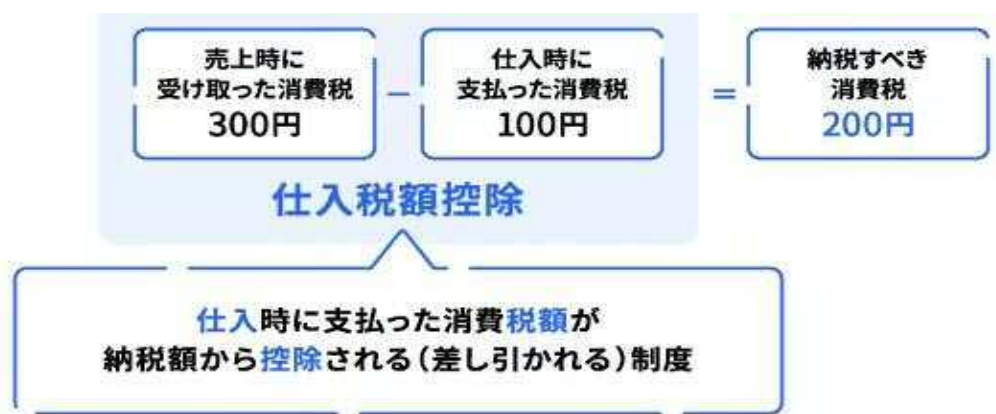 売上時に
受け取った消費税
300円
−
仕入時に
支払った消費税
100円
=
納税すべき
消費税
200円
仕入税額控除
仕入時に支払った消費税額が
納税額から控除される(差し引かれる)制度